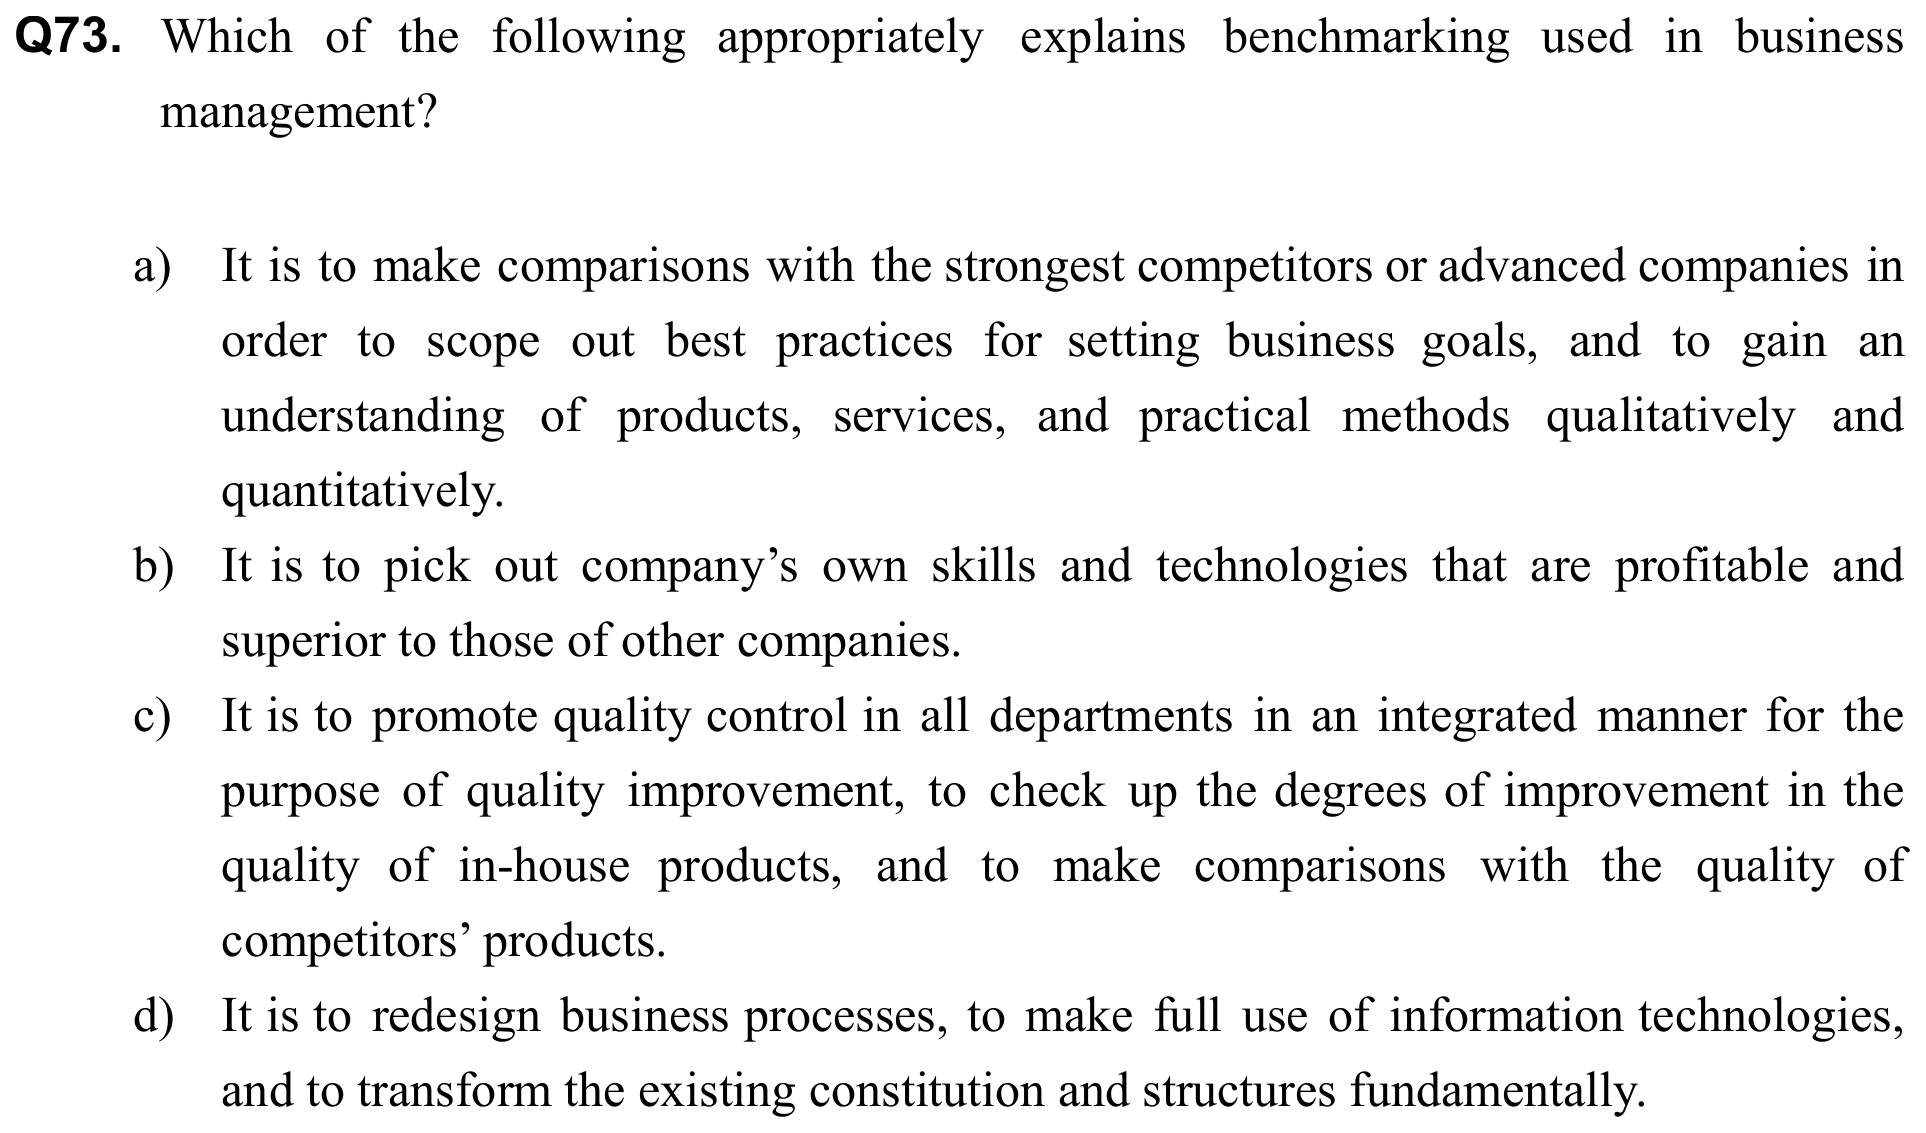 Q73. Which of the following appropriately explains benchmarking used in business
management?
a) It is to make comparisons with the strongest competitors or advanced companies in
order to scope out best practices for setting business goals, and to gain an
understanding of products, services, and practical methods qualitatively and
quantitatively.
b) It is to pick out company’s own skills and technologies that are profitable and
superior to those of other companies.
c) It is to promote quality control in all departments in an integrated manner for the
purpose of quality improvement, to check up the degrees of improvement in the
quality of in-house products, and to make comparisons with the quality of
competitors’ products.
d) It is to redesign business processes, to make full use of information technologies,
and to transform the existing constitution and structures fundamentally.